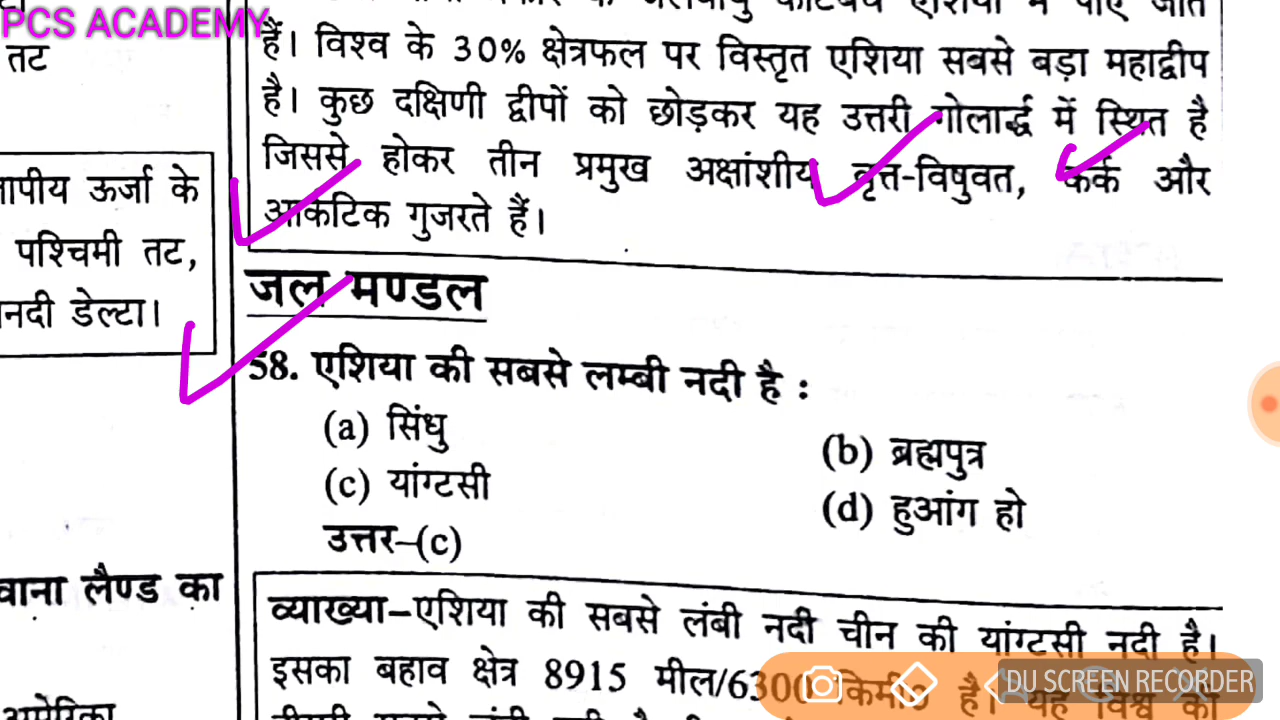 PCS ACADEMY
तट
तापीय ऊर्जा के
पश्चिमी तट,
नदी डेल्टा।
वाना लैण्ड का
हैं। विश्व के 30% क्षेत्रफल पर विस्तृत एशिया सबसे बड़ा महाद्वीप
है। कुछ दक्षिणी द्वीपों को छोड़कर यह उत्तरी गोलार्द्ध में स्थित है
जिससे होकर तीन प्रमुख अक्षांशीय वृत्त-विषुवत, कर्क और
आर्कटिक गुजरते हैं।
जल मण्डल
58. एशिया की सबसे लम्बी नदी है :
(a) सिंधु
(b) ब्रह्मपुत्र
(c) यांग्टसी
(d) हुआंग हो
उत्तर–(c)
व्याख्या–एशिया की सबसे लंबी नदी चीन की यांग्टसी नदी है।
इसका बहाव क्षेत्र 8915 मील/6300 किमी० है। यह विश्व की
DU SCREEN RECORDER